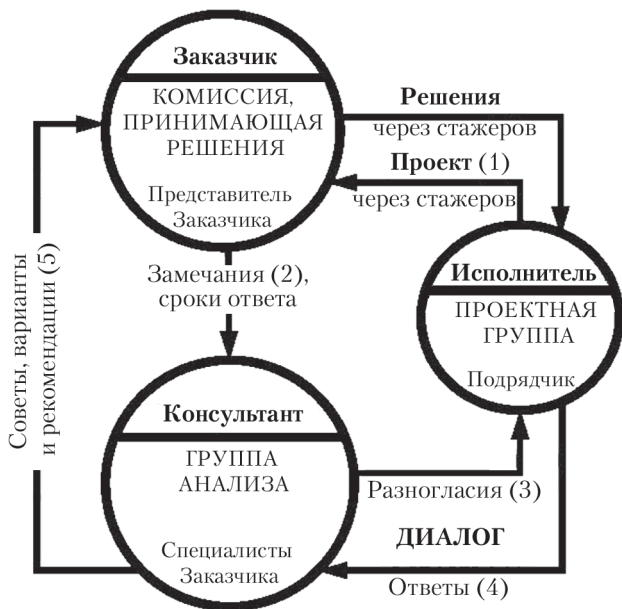 Заказчик
КОМИССИЯ,
ПРИНИМАЮЩАЯ
РЕШЕНИЯ
Представитель
Заказчика
Решения
через стажеров
Проект (1)
через стажеров
Исполнитель
ПРОЕКТНАЯ
ГРУППА
Подрядчик
Замечания (2),
сроки ответа
Советы, варианты
и рекомендации (5)
Консультант
ГРУППА
АНАЛИЗА
Специалисты
Заказчика
Разногласия (3)
ДИАЛОГ
Ответы (4)